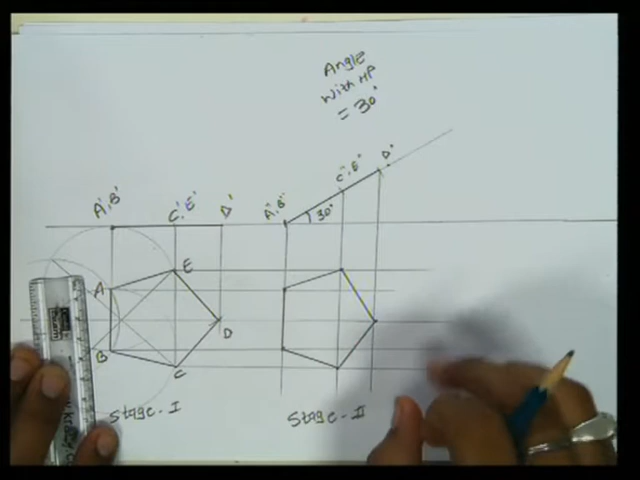 Angle
With HP
= 30°
A', B'
C', E'
D'
A', B'
C', E'
D'
30°
E
A
D
B
C
Stage-I
Stage-II